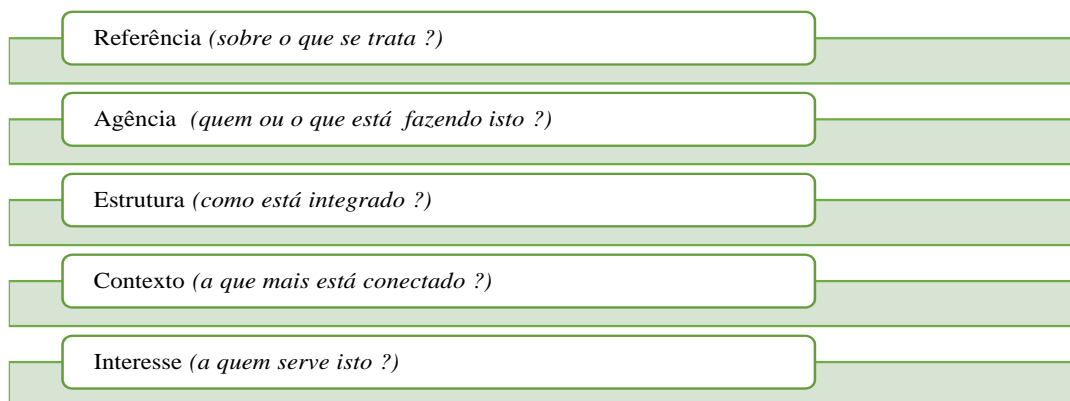 Referência (sobre o que se trata ?)
Agência (quem ou o que está fazendo isto ?)
Estrutura (como está integrado ?)
Contexto (a que mais está conectado ?)
Interesse (a quem serve isto ?)